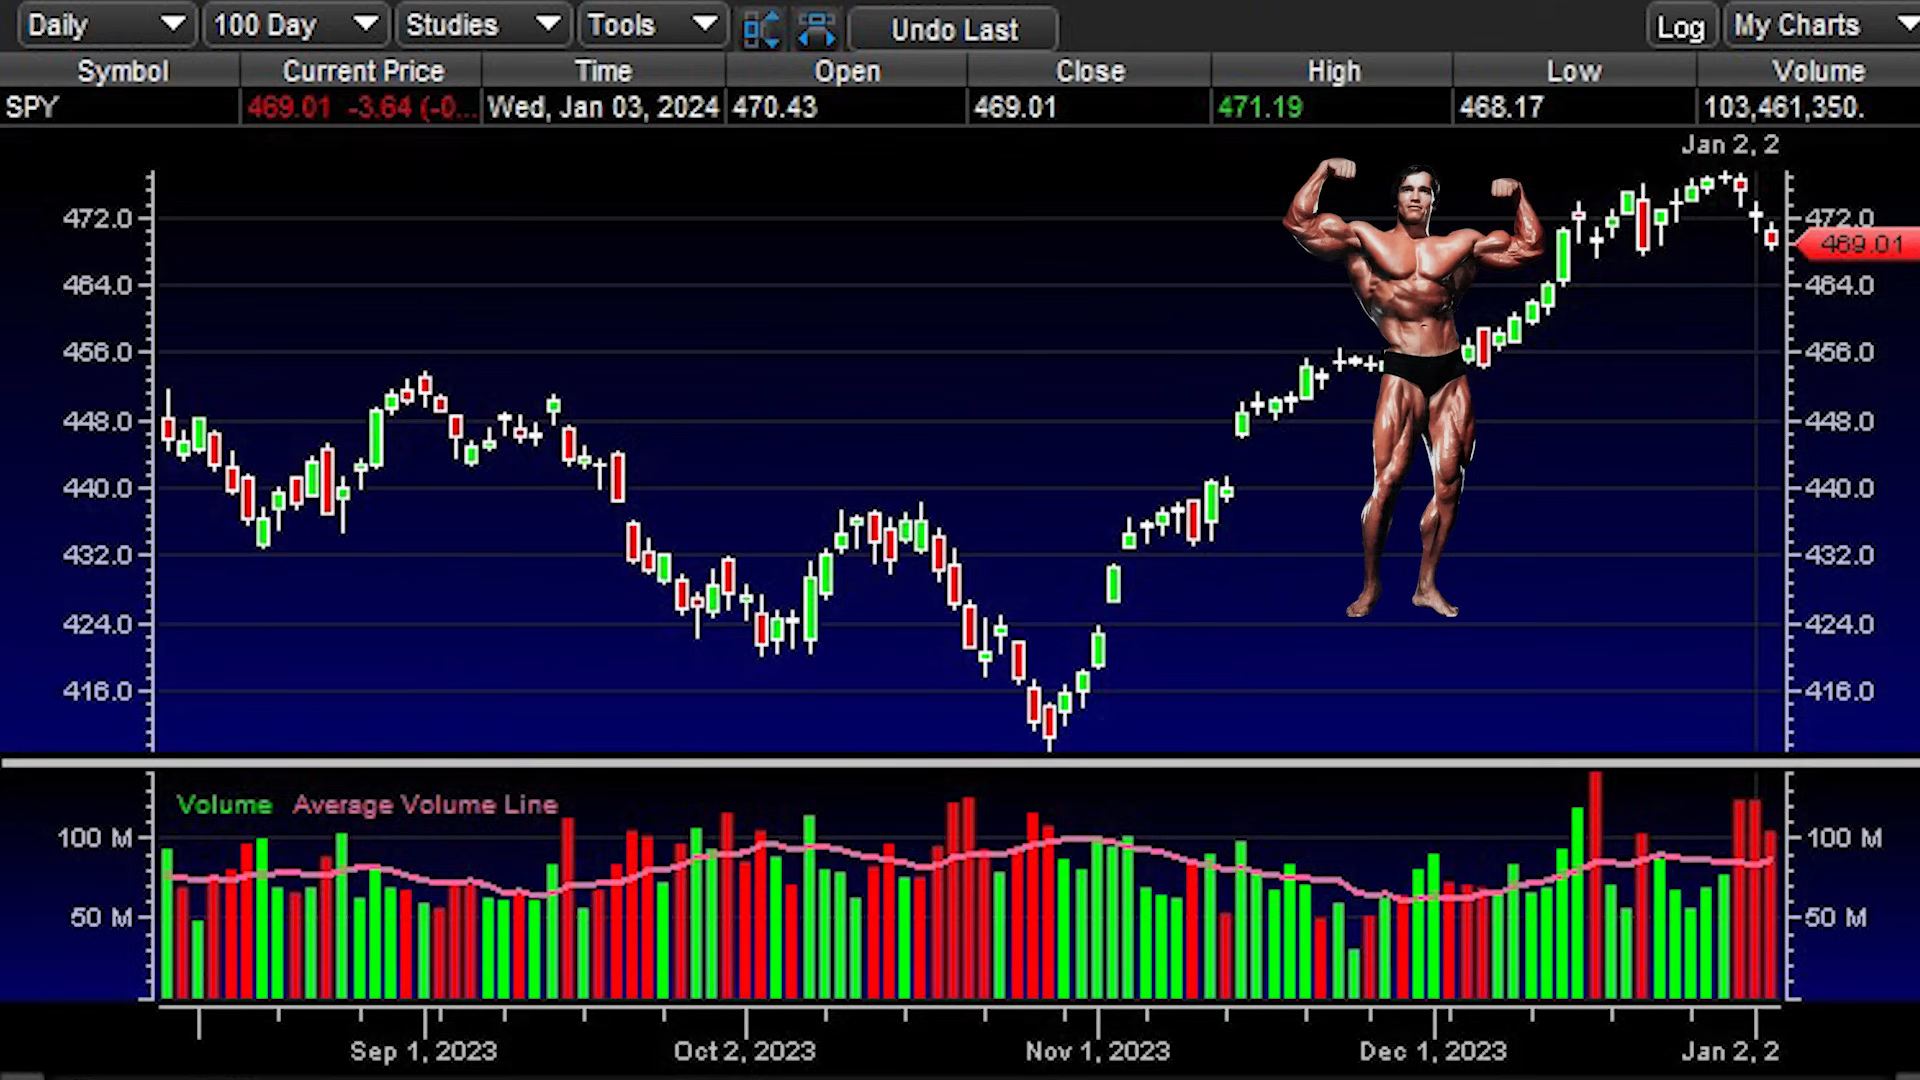 Daily 100 Day Studies Tools Undo Last Log My Charts
Symbol Current Price Time Open Close High Low Volume
SPY 469.01 -3.64 (-0... Wed, Jan 03, 2024 470.43 469.01 471.19 468.17 103,461,350.
Jan 2, 2
472.0 472.0
469.01
464.0 464.0
456.0 456.0
448.0 448.0
440.0 440.0
432.0 432.0
424.0 424.0
416.0 416.0
Volume Average Volume Line
100 M 100 M
50 M 50 M
Sep 1, 2023 Oct 2, 2023 Nov 1, 2023 Dec 1, 2023 Jan 2, 2